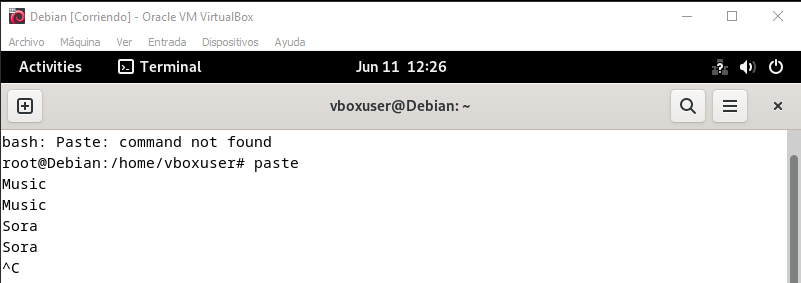 Debian [Corriendo] - Oracle VM VirtualBox
Archivo Máquina Ver Entrada Dispositivos Ayuda
Activities Terminal Jun 11 12:26
vboxuser@Debian: ~
bash: Paste: command not found
root@Debian:/home/vboxuser# paste
Music
Music
Sora
Sora
^C